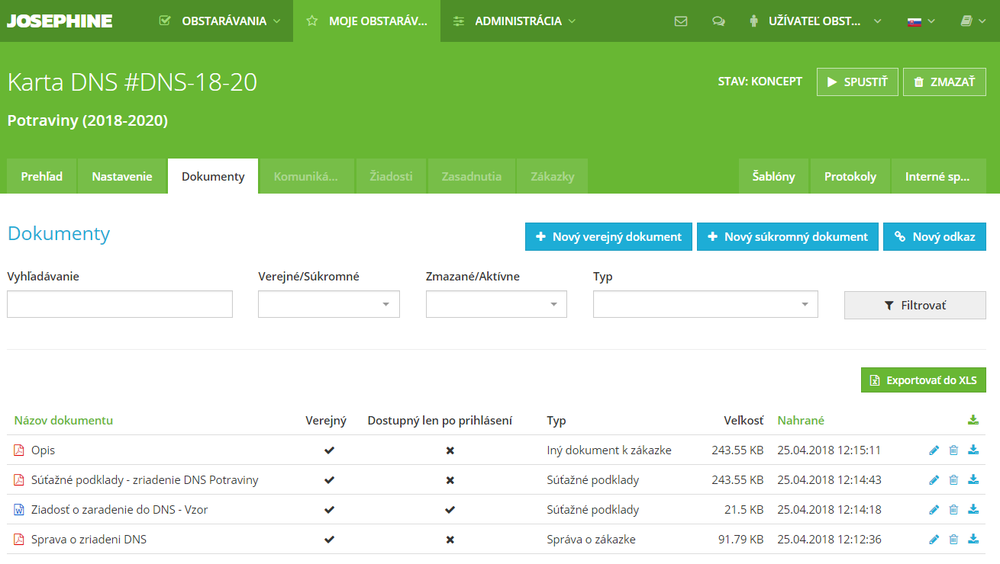 JOSEPHINE OBSTARÁVANIA MOJE OBSTARÁV... ADMINISTRÁCIA UŽÍVATEĽ OBST...
Karta DNS #DNS-18-20 STAV: KONCEPT SPUSTIŤ ZMAZAŤ
Potraviny (2018-2020)
Prehľad Nastavenie Dokumenty Komuniká... Žiadosti Zasadnutia Zákazky Šablóny Protokoly Interné sp...
Dokumenty Nový verejný dokument Nový súkromný dokument Nový odkaz
Vyhľadávanie Verejné/Súkromné Zmazané/Aktívne Typ
Filtrovať
Exportovať do XLS
Názov dokumentu Verejný Dostupný len po prihlásení Typ Veľkosť Nahrané
Opis Iný dokument k zákazke 243.55 KB 25.04.2018 12:15:11
Súťažné podklady - zriadenie DNS Potraviny Súťažné podklady 243.55 KB 25.04.2018 12:14:43
Ziadosť o zaradenie do DNS - Vzor Súťažné podklady 21.5 KB 25.04.2018 12:14:18
Sprava o zriadeni DNS Správa o zákazke 91.79 KB 25.04.2018 12:12:36